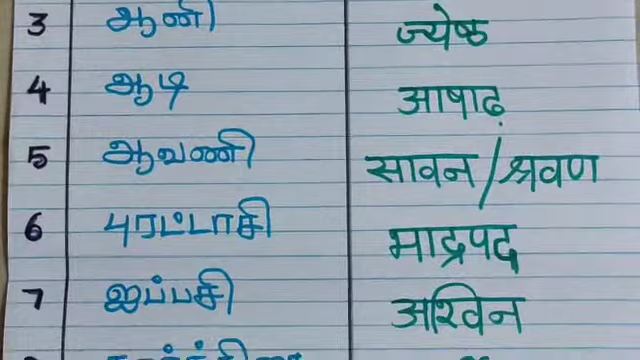 3 ஆனி ज्येष्ठ
4 ஆடி आषाढ़
5 ஆவணி सावन/श्रवण
6 புரட்டாசி माद्रपद
7 ஐப்பசி अश्विन